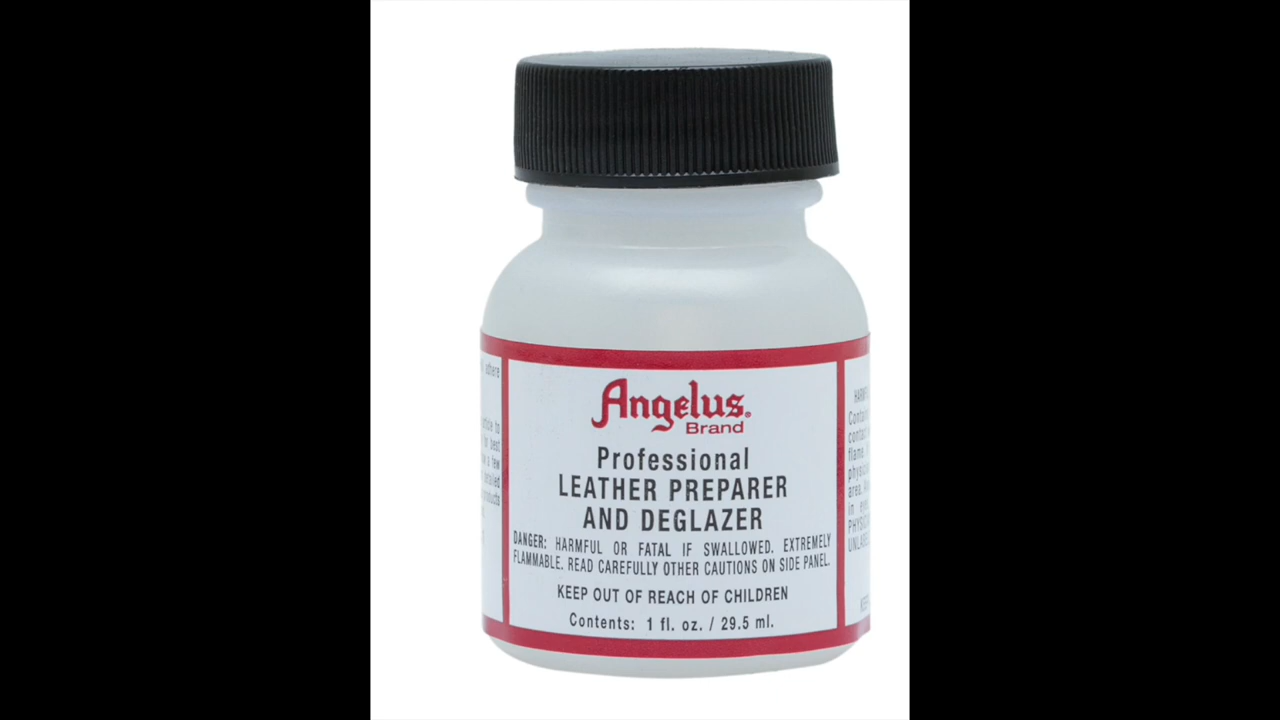 Angelus®
Brand
Professional
LEATHER PREPARER
AND DEGLAZER
DANGER: HARMFUL OR FATAL IF SWALLOWED. EXTREMELY
FLAMMABLE. READ CAREFULLY OTHER CAUTIONS ON SIDE PANEL.
KEEP OUT OF REACH OF CHILDREN
Contents: 1 fl. oz. / 29.5 ml.